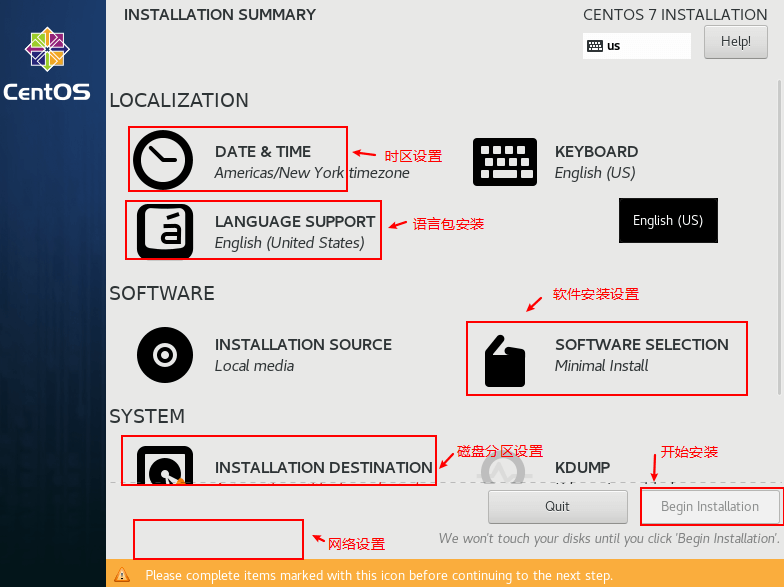 INSTALLATION SUMMARY
CENTOS 7 INSTALLATION
us
Help!
CentOS
LOCALIZATION
DATE & TIME
Americas/New York timezone
时区设置
KEYBOARD
English (US)
LANGUAGE SUPPORT
English (United States)
语言包安装
English (US)
SOFTWARE
软件安装设置
INSTALLATION SOURCE
Local media
SOFTWARE SELECTION
Minimal Install
SYSTEM
INSTALLATION DESTINATION
磁盘分区设置
KDUMP
开始安装
Quit
Begin Installation
网络设置
We won't touch your disks until you click 'Begin Installation'.
Please complete items marked with this icon before continuing to the next step.